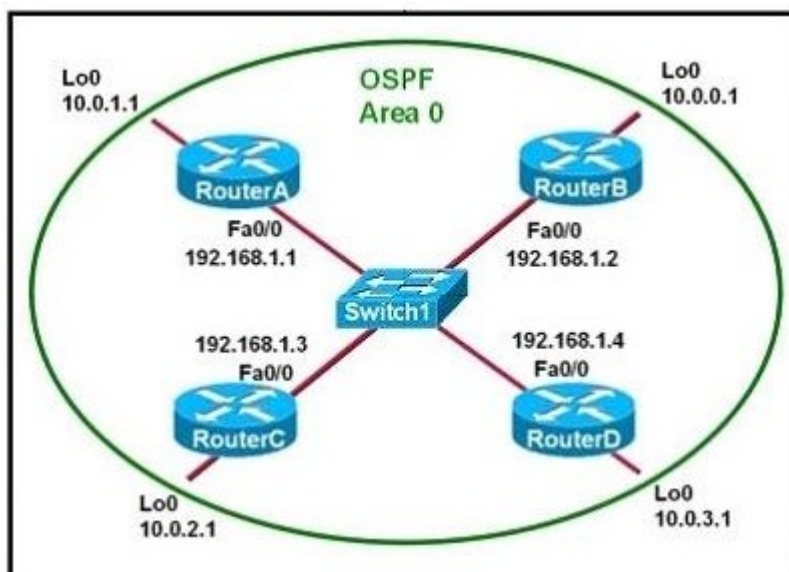 Lo0
10.0.1.1
OSPF
Area 0
Lo0
10.0.0.1
RouterA
RouterB
Fa0/0
192.168.1.1
Fa0/0
192.168.1.2
Switch1
192.168.1.3
Fa0/0
192.168.1.4
Fa0/0
RouterC
RouterD
Lo0
10.0.2.1
Lo0
10.0.3.1